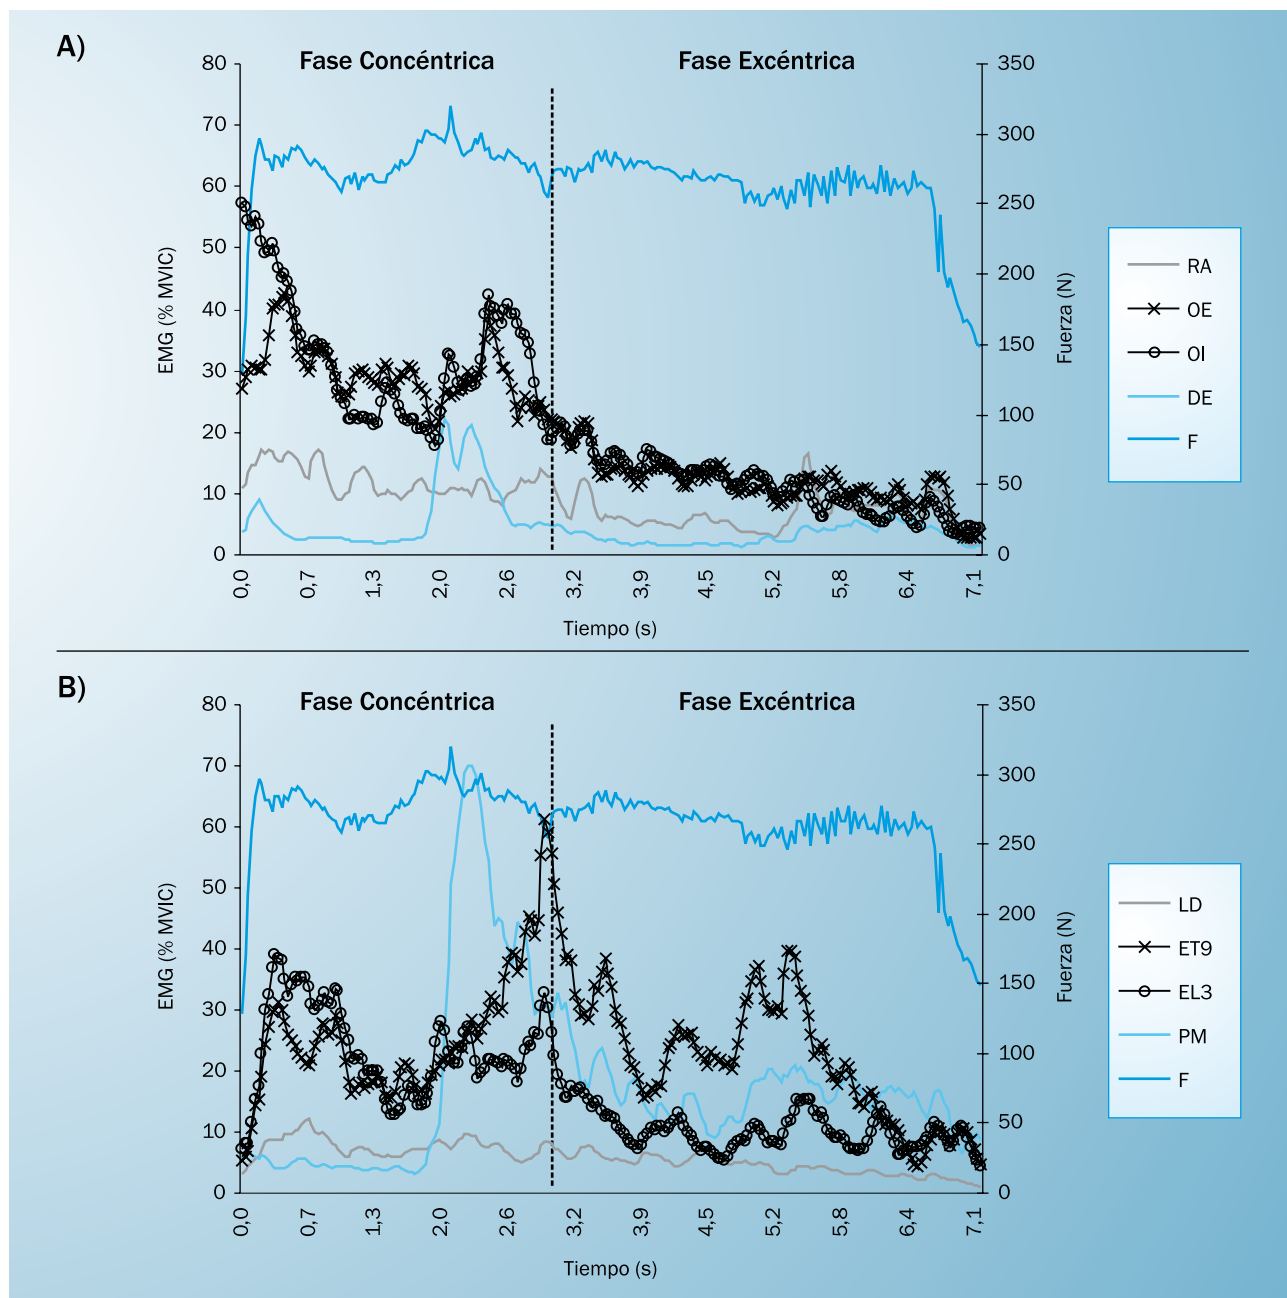 A)
Fase Concéntrica Fase Excéntrica
80 350
70 300
60 250
50 200
40 150
30 100
20 50
10 0
0
EMG (% MVIC)
Fuerza (N)
0,0 0,7 1,3 2,0 2,6 3,2 3,9 4,5 5,2 5,8 6,4 7,1
Tiempo (s)
RA
OE
OI
DE
F
B)
Fase Concéntrica Fase Excéntrica
80 350
70 300
60 250
50 200
40 150
30 100
20 50
10 0
0
EMG (% MVIC)
Fuerza (N)
0,0 0,7 1,3 2,0 2,6 3,2 3,9 4,5 5,2 5,8 6,4 7,1
Tiempo (s)
LD
ET9
EL3
PM
F